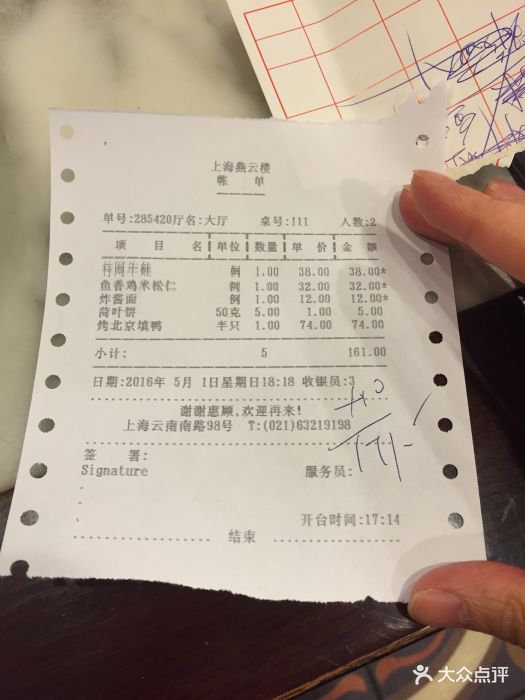 上海燕云楼
帐 单
单号:285420厅名:大厅 桌号:111 人数:2
项 目 名 单位 数量 单 价 金 额
牛蛙 例 1.00 38.00 38.00*
鱼香鸡米松仁 例 1.00 32.00 32.00*
炸酱面 例 1.00 12.00 12.00*
荷叶饼 50克 5.00 1.00 5.00
烤北京填鸭 半只 1.00 74.00 74.00
小计: 5 161.00
日期:2016年 5月 1日星期日18:18 收银员:3
谢谢惠顾,欢迎再来!
上海云南南路98号 T:(021)63219198
签 署:
Signature 服务员:
开台时间:17:14
结束
大众点评